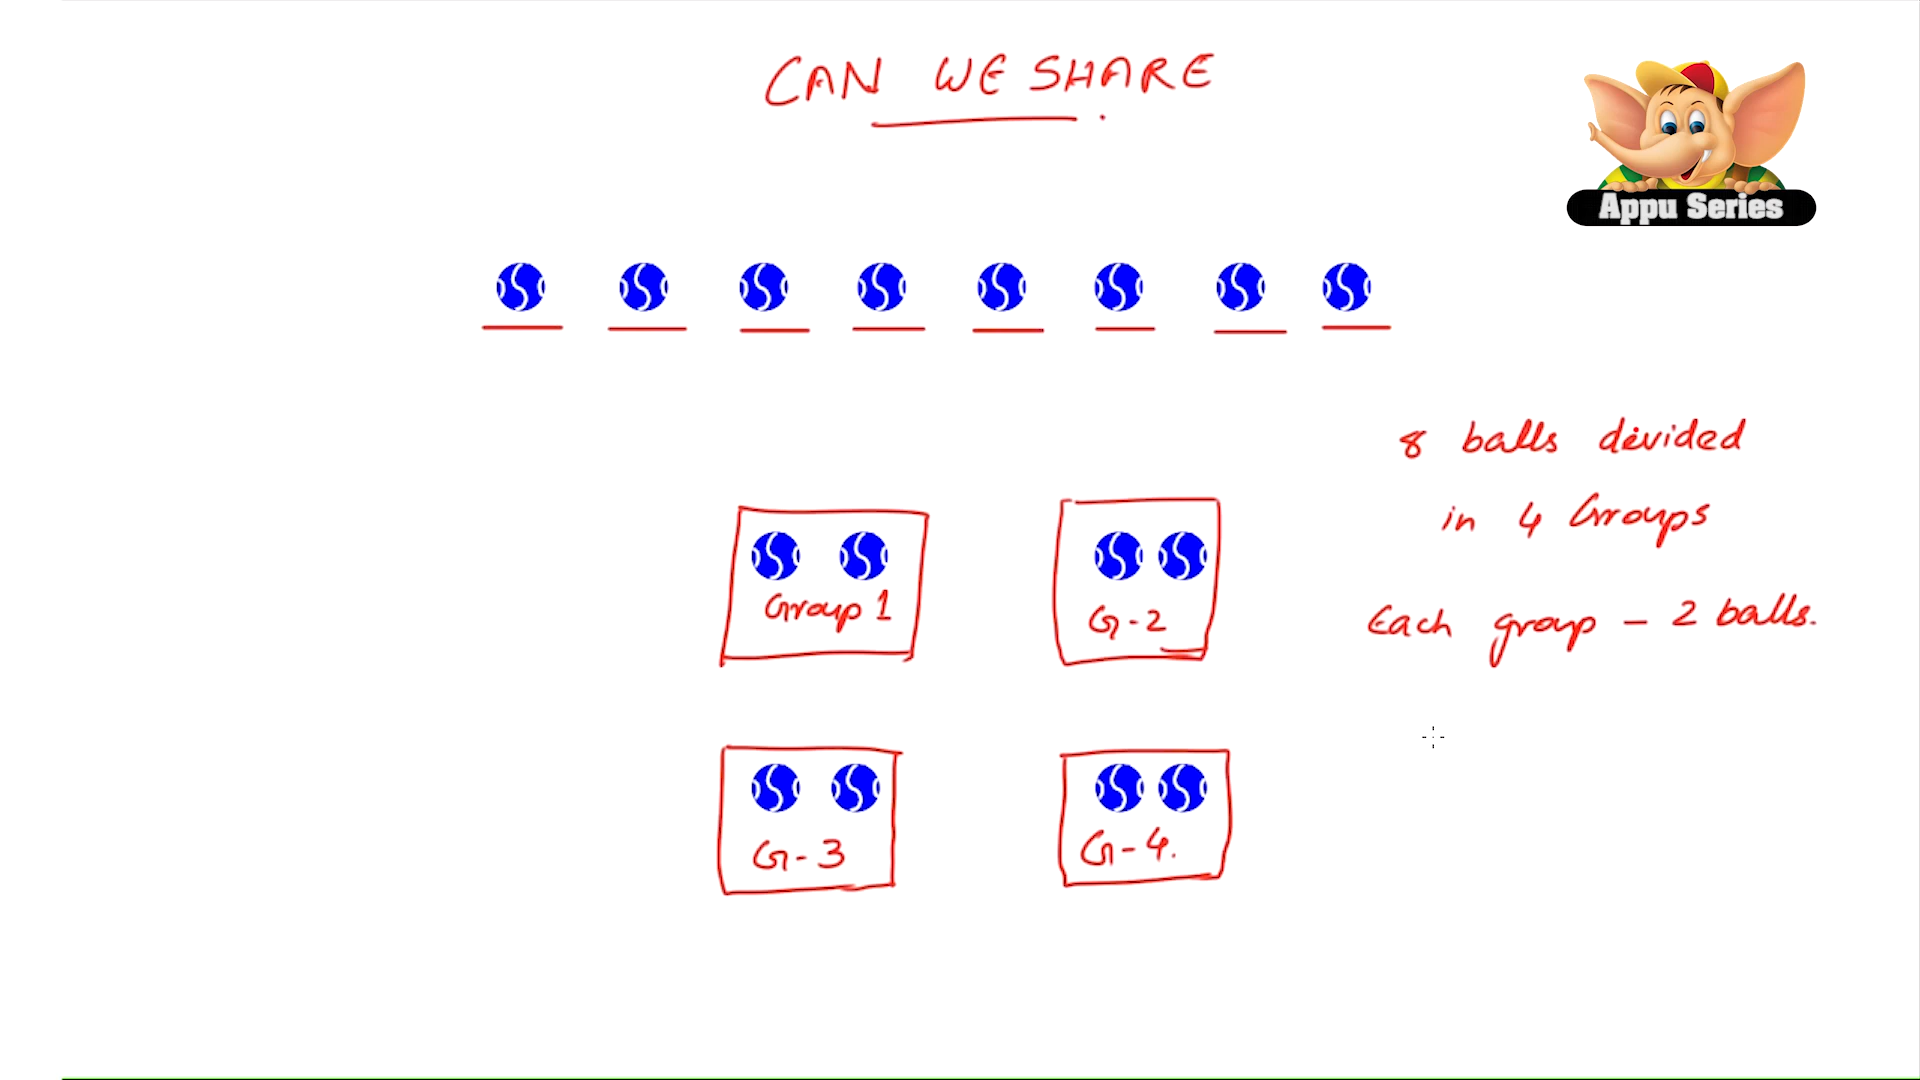 CAN WE SHARE
Appu Series
8 balls divided
in 4 Groups
Each group - 2 balls.
Group 1
G-2
G-3
G-4.